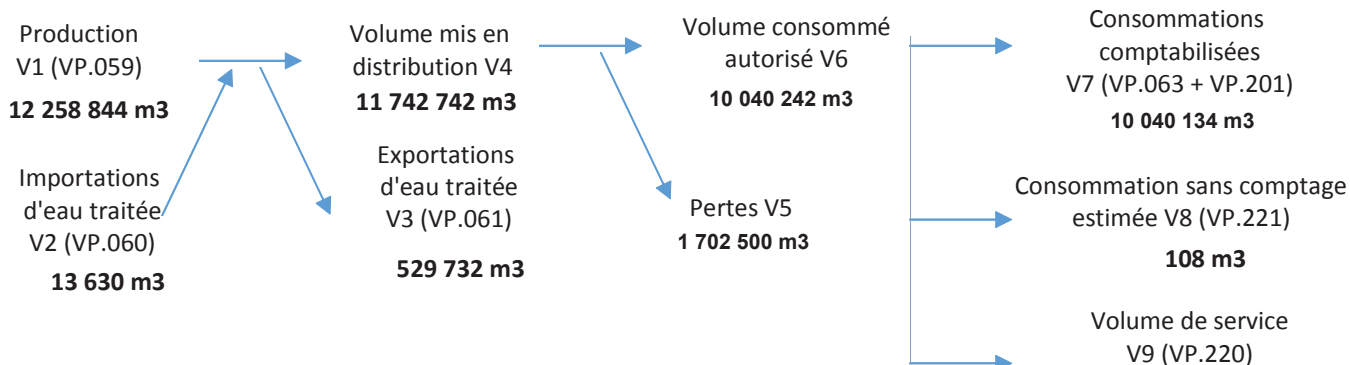 Production
V1 (VP.059)
12 258 844 m3
Importations
d'eau traitée
V2 (VP.060)
13 630 m3
Volume mis en
distribution V4
11 742 742 m3
Exportations
d'eau traitée
V3 (VP.061)
529 732 m3
Volume consommé
autorisé V6
10 040 242 m3
Pertes V5
1 702 500 m3
Consommations
comptabilisées
V7 (VP.063 + VP.201)
10 040 134 m3
Consommation sans comptage
estimée V8 (VP.221)
108 m3
Volume de service
V9 (VP.220)